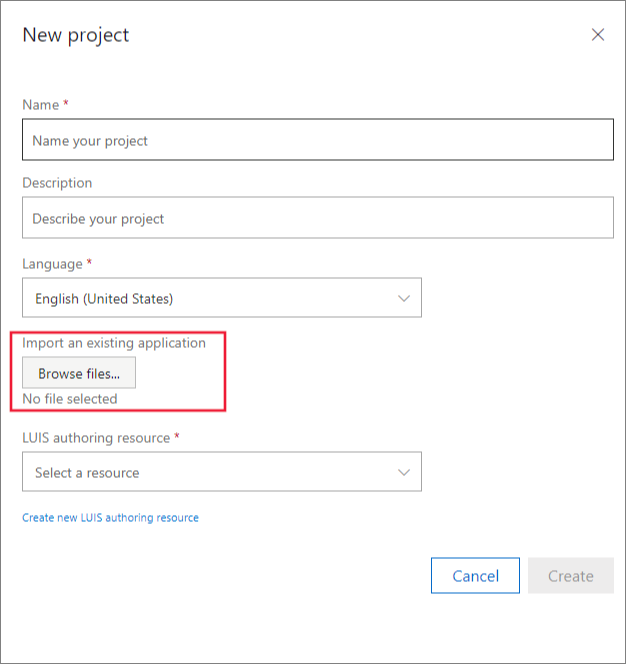 New project
Name *
Name your project
Description
Describe your project
Language *
English (United States)
Import an existing application
Browse files...
No file selected
LUIS authoring resource *
Select a resource
Create new LUIS authoring resource
Cancel Create